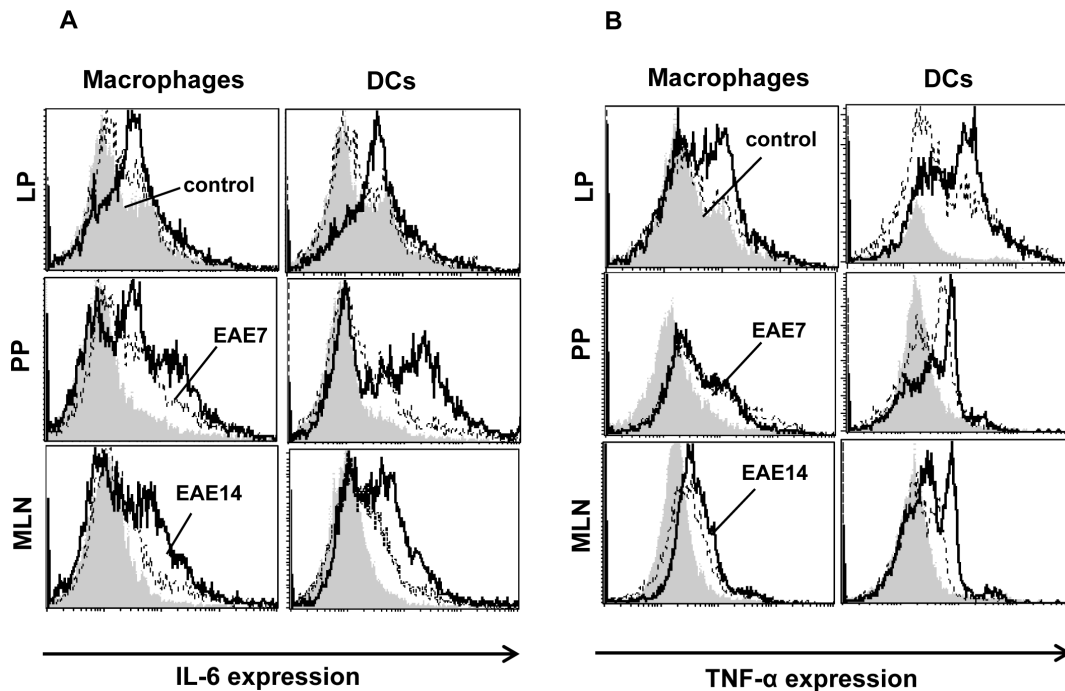 A
B
Macrophages
DCs
Macrophages
DCs
LP
control
LP
control
PP
EAE7
PP
EAE7
MLN
EAE14
MLN
EAE14
IL-6 expression
TNF-α expression